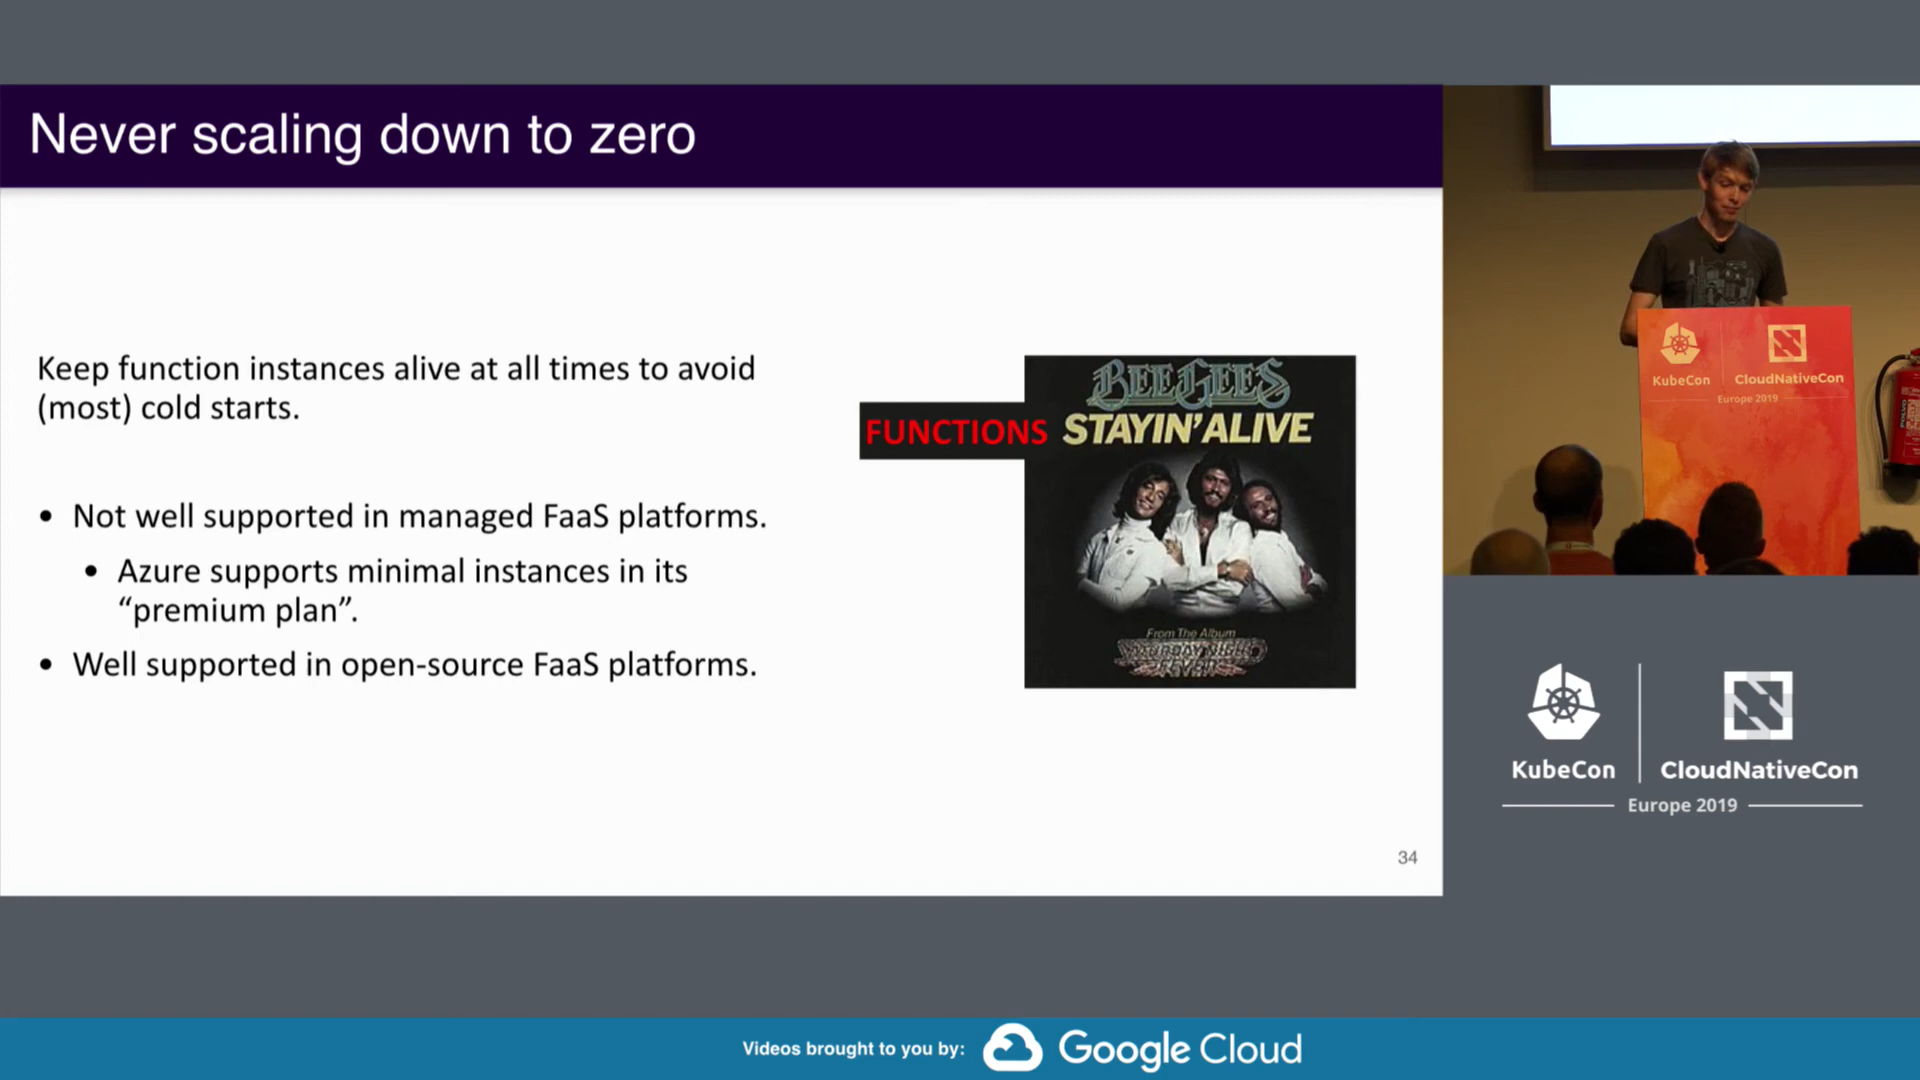 Never scaling down to zero
Keep function instances alive at all times to avoid
(most) cold starts.
• Not well supported in managed FaaS platforms.
• Azure supports minimal instances in its
“premium plan”.
• Well supported in open-source FaaS platforms.
FUNCTIONS
BEE GEES
STAYIN' ALIVE
From The Album
SATURDAY NIGHT
FEVER
34
KubeCon
CloudNativeCon
Europe 2019
KubeCon
CloudNativeCon
Europe 2019
Videos brought to you by:
Google Cloud